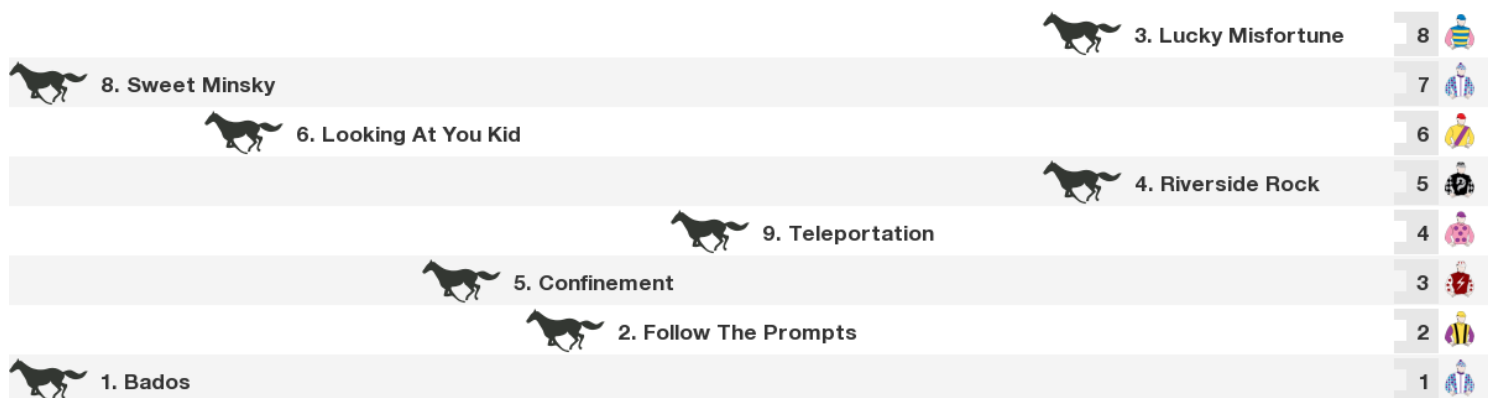 3. Lucky Misfortune 8
8. Sweet Minsky 7
6. Looking At You Kid 6
4. Riverside Rock 5
9. Teleportation 4
5. Confinement 3
2. Follow The Prompts 2
1. Bados 1